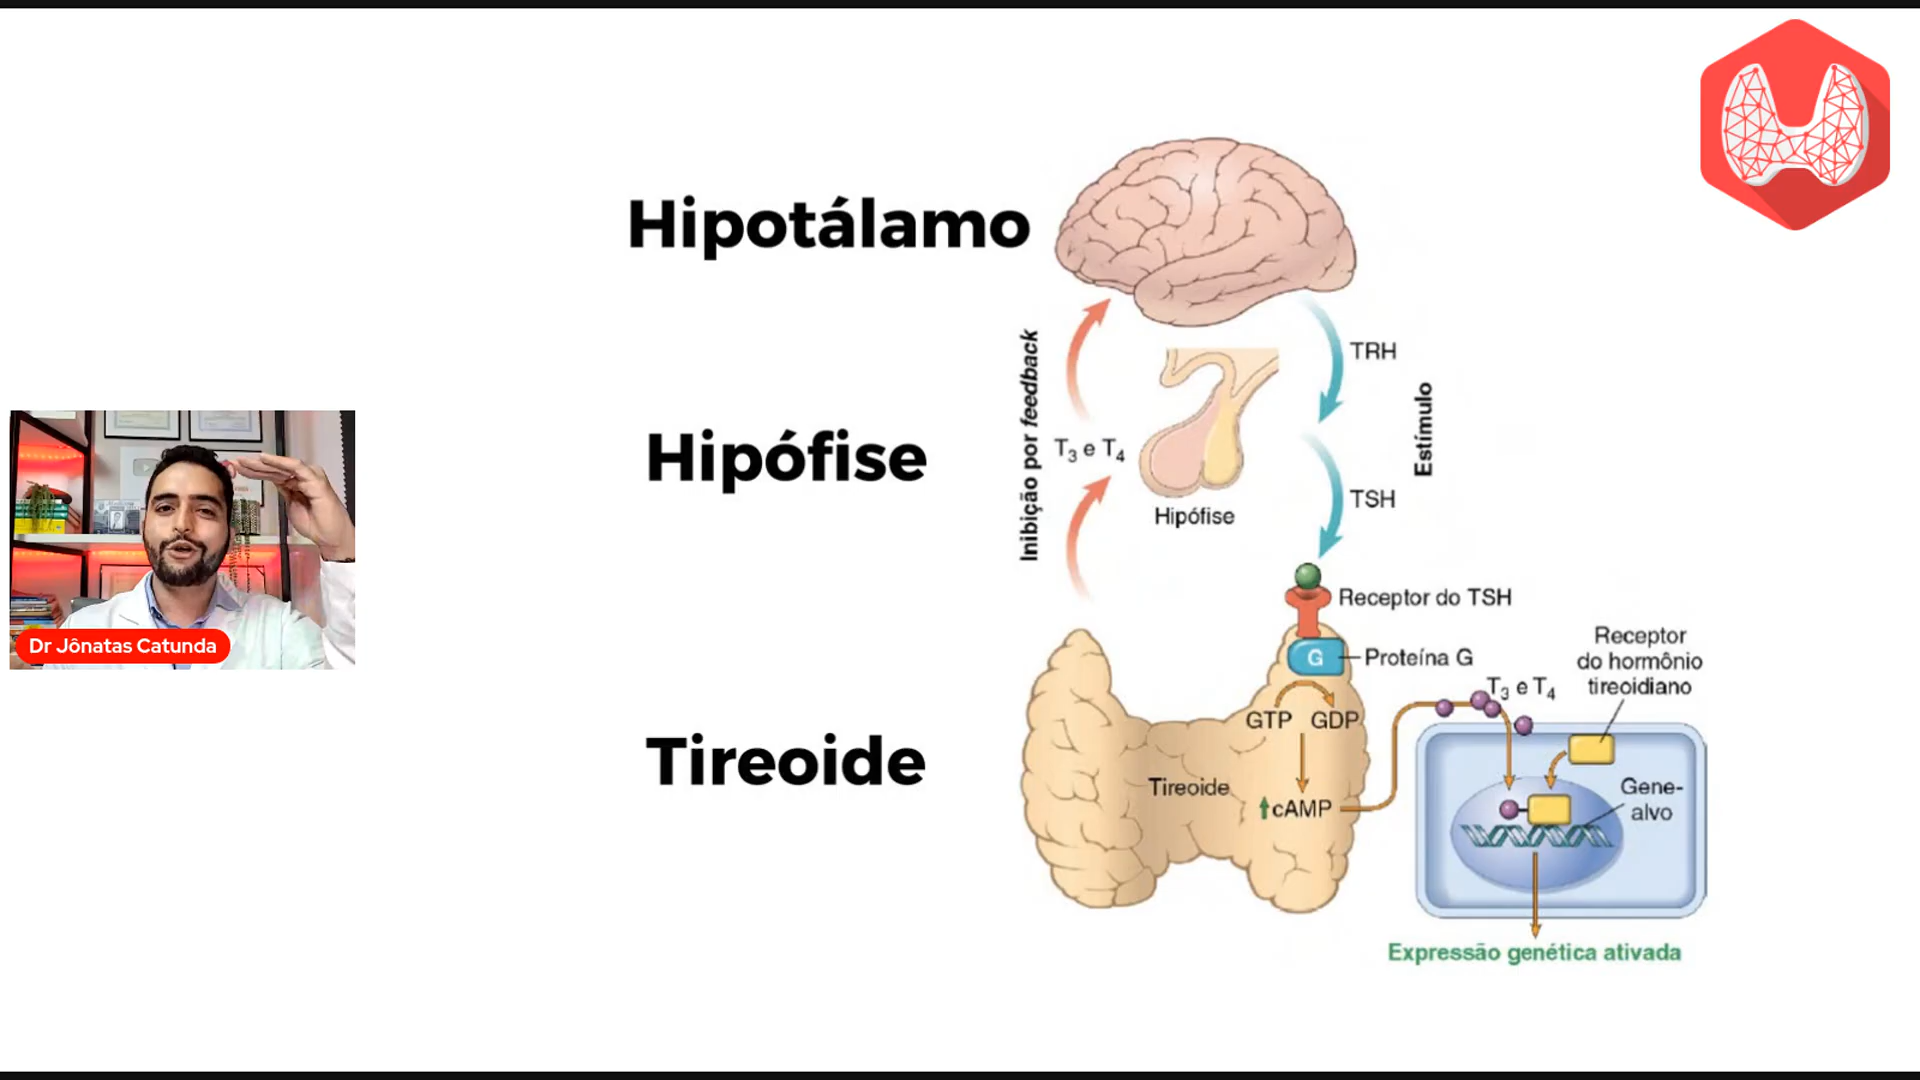 Hipotálamo
TRH
Inibição por feedback
Estímulo
Hipófise
T3 e T4
Hipófise
TSH
Receptor do TSH
G
Proteína G
Receptor
do hormônio
tireoidiano
T3 e T4
GTP GDP
Tireoide
Tireoide
cAMP
Gene-
alvo
Expressão genética ativada
Dr Jônatas Catunda